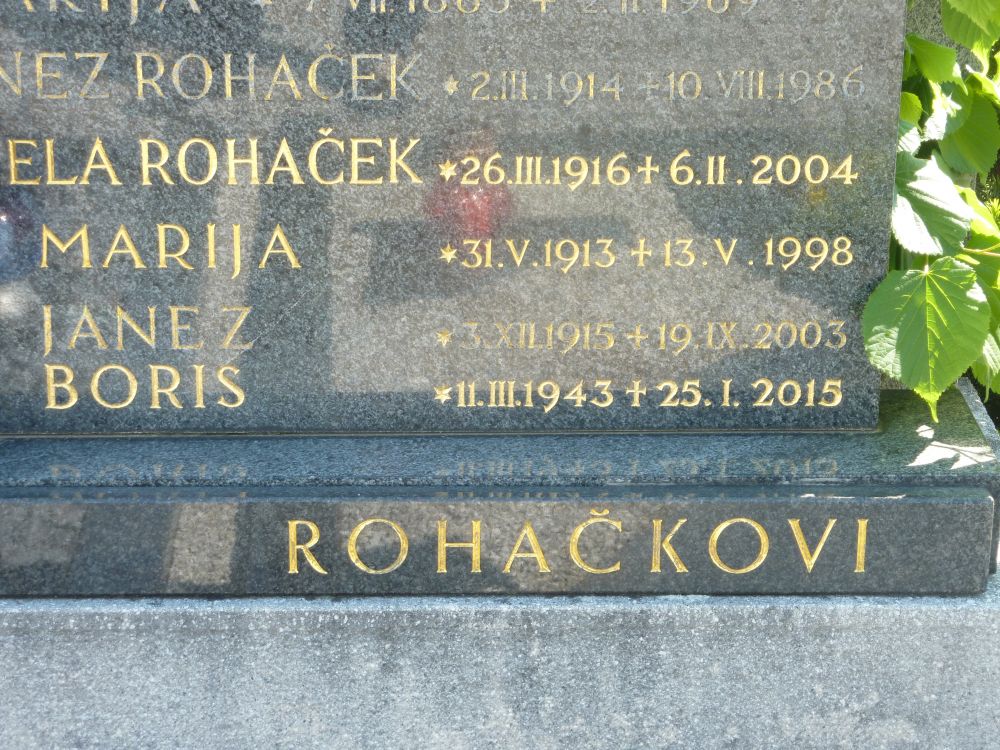 NEZ ROHAČEK *2.III.1914 +10.VIII.1986
ELA ROHAČEK *26.III.1916 + 6.II.2004
MARIJA *31.V.1913 + 13.V.1998
JANEZ *3.XII.1915 + 19.IX.2003
BORIS *11.III.1943 + 25.I.2015
ROHAČKOVI